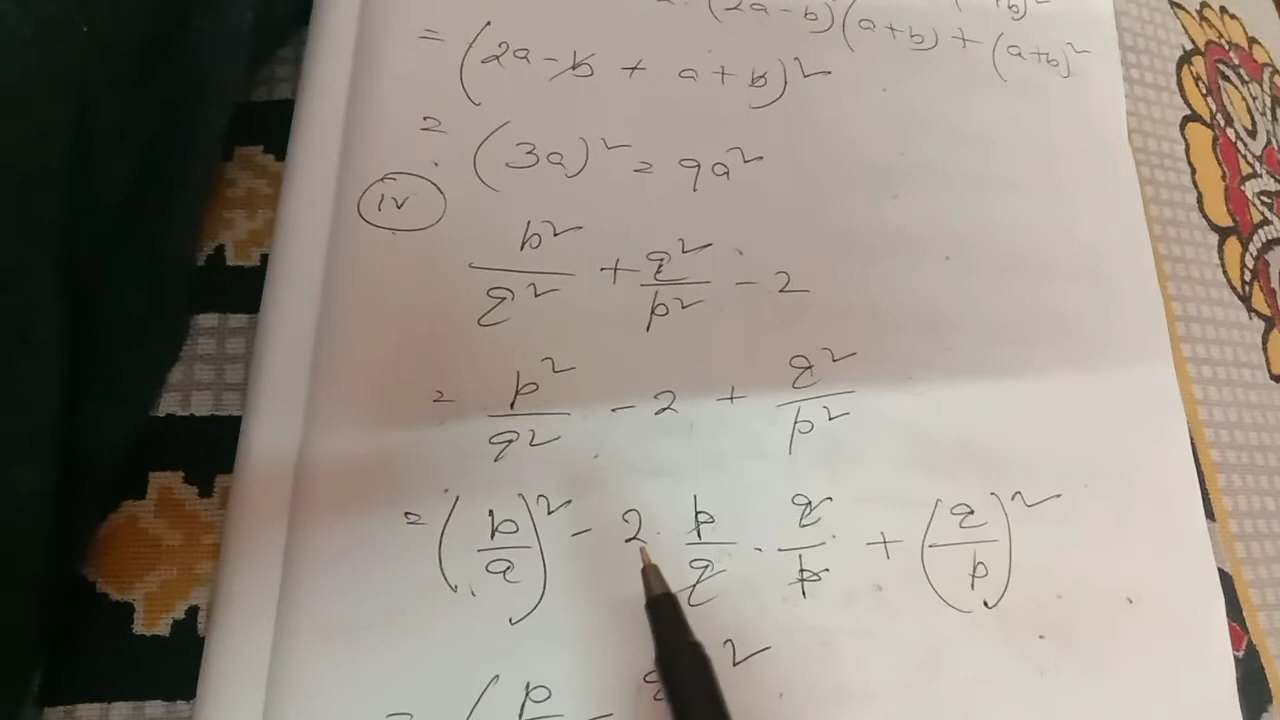 (2a-b)(a+b) + (a+b)²
= (2a-b + a+b)²
= (3a)² = 9a²
iv
p²/q² + q²/p² - 2
= p²/q² - 2 + q²/p²
= (p/q)² - 2. p/q . q/p + (q/p)²
= (p